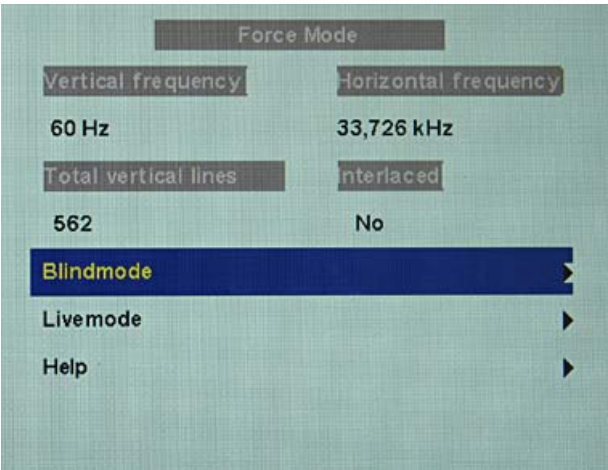 Force Mode
Vertical frequency Horizontal frequency
60 Hz 33,726 kHz
Total vertical lines Interlaced
562 No
Blindmode
Livemode
Help